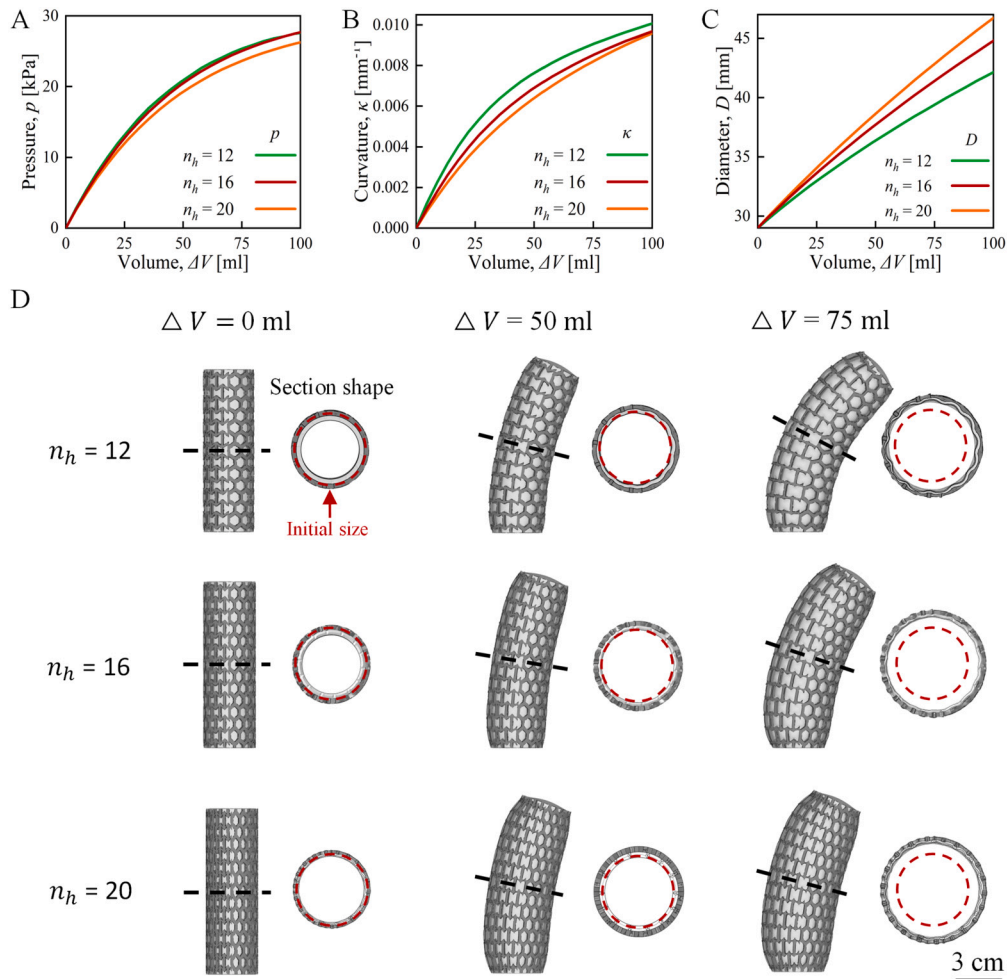 A
30
20
10
0
Pressure, p [kPa]
p
n_h = 12
n_h = 16
n_h = 20
0 25 50 75 100
Volume, ΔV [ml]
B
0.010
0.008
0.006
0.004
0.002
0.000
Curvature, κ [mm⁻¹]
κ
n_h = 12
n_h = 16
n_h = 20
0 25 50 75 100
Volume, ΔV [ml]
C
45
40
35
30
Diameter, D [mm]
D
n_h = 12
n_h = 16
n_h = 20
0 25 50 75 100
Volume, ΔV [ml]
D
△ V = 0 ml △ V = 50 ml △ V = 75 ml
Section shape
n_h = 12
Initial size
n_h = 16
n_h = 20
3 cm